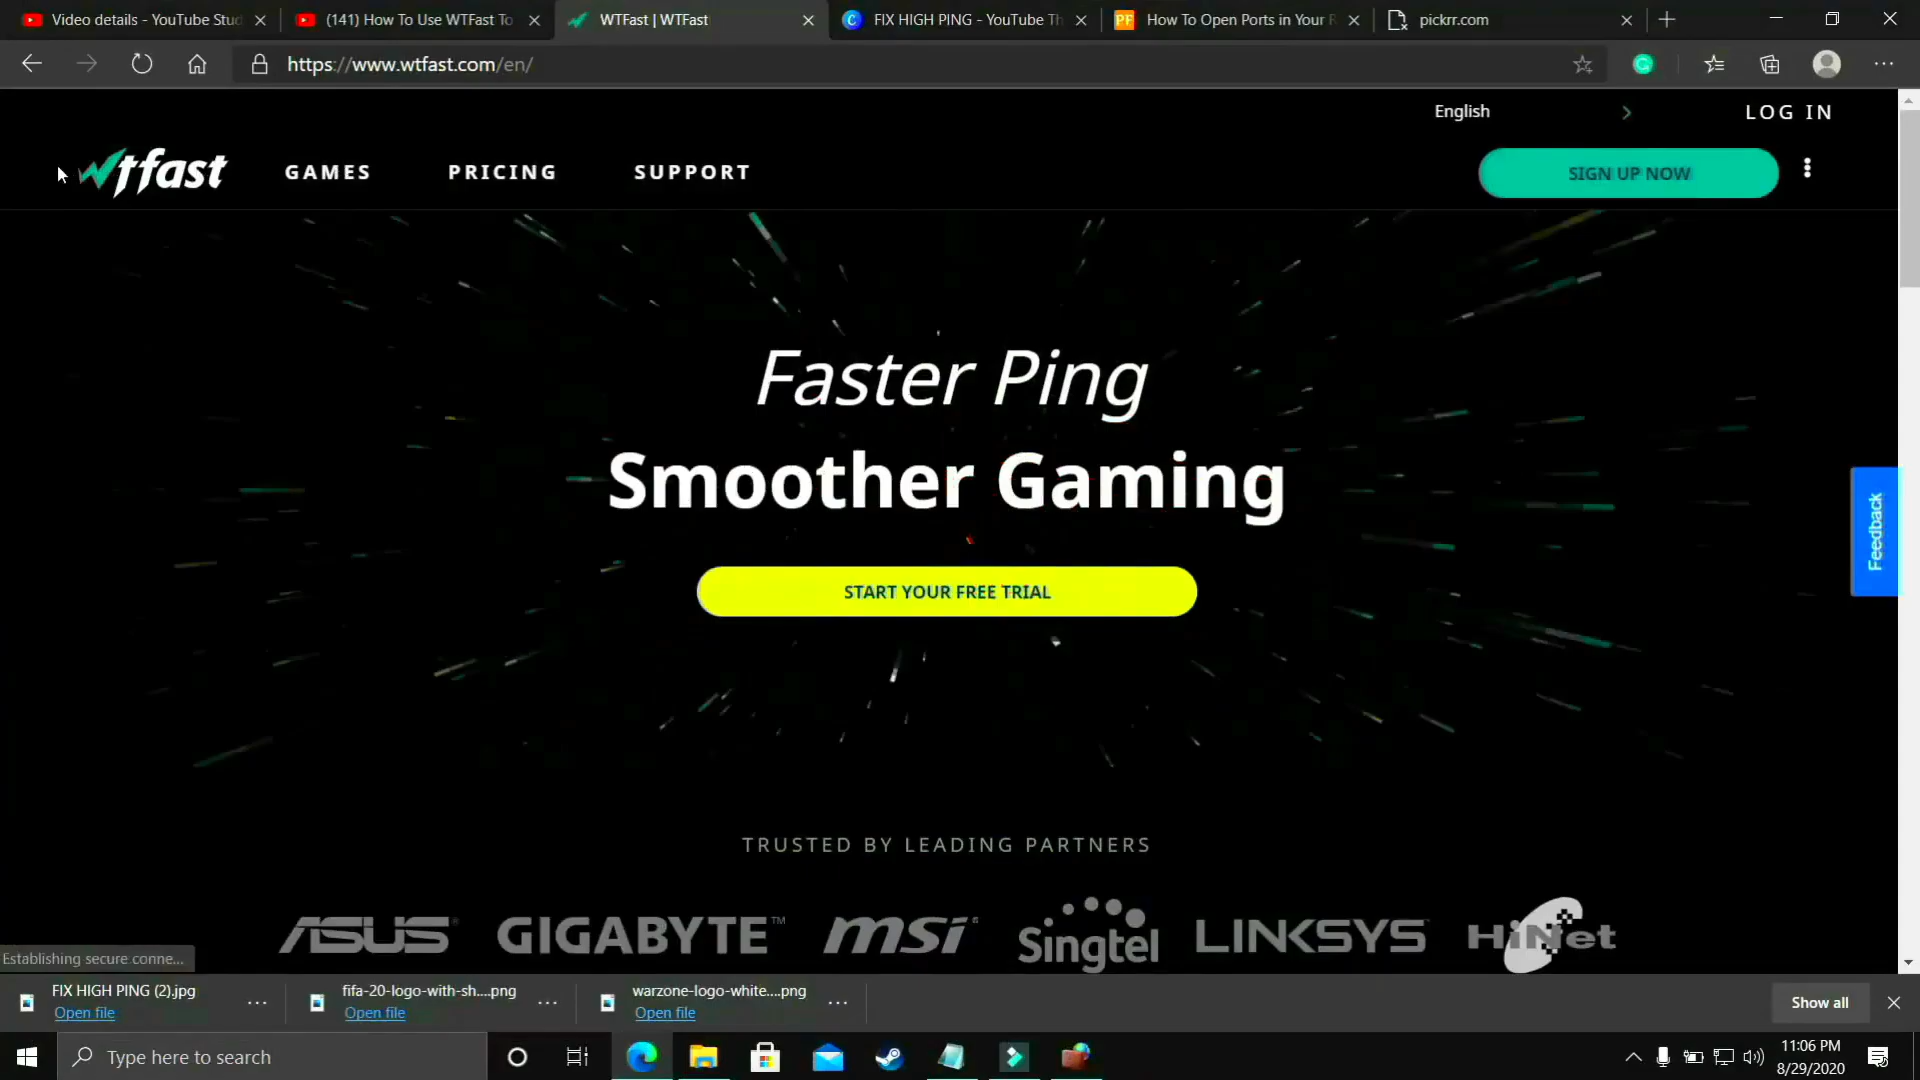 Video details - YouTube Stud
(141) How To Use WTFast To
WTFast | WTFast
FIX HIGH PING - YouTube Th
How To Open Ports in Your R
pickrr.com
https://www.wtfast.com/en/
English
LOG IN
wtfast
GAMES
PRICING
SUPPORT
SIGN UP NOW
Faster Ping
Smoother Gaming
START YOUR FREE TRIAL
Feedback
TRUSTED BY LEADING PARTNERS
ASUS
GIGABYTE™
msi
Singtel
LINKSYS
HiNet
Establishing secure conne...
FIX HIGH PING (2).jpg
Open file
fifa-20-logo-with-sh....png
Open file
warzone-logo-white....png
Open file
Show all
Type here to search
11:06 PM
8/29/2020